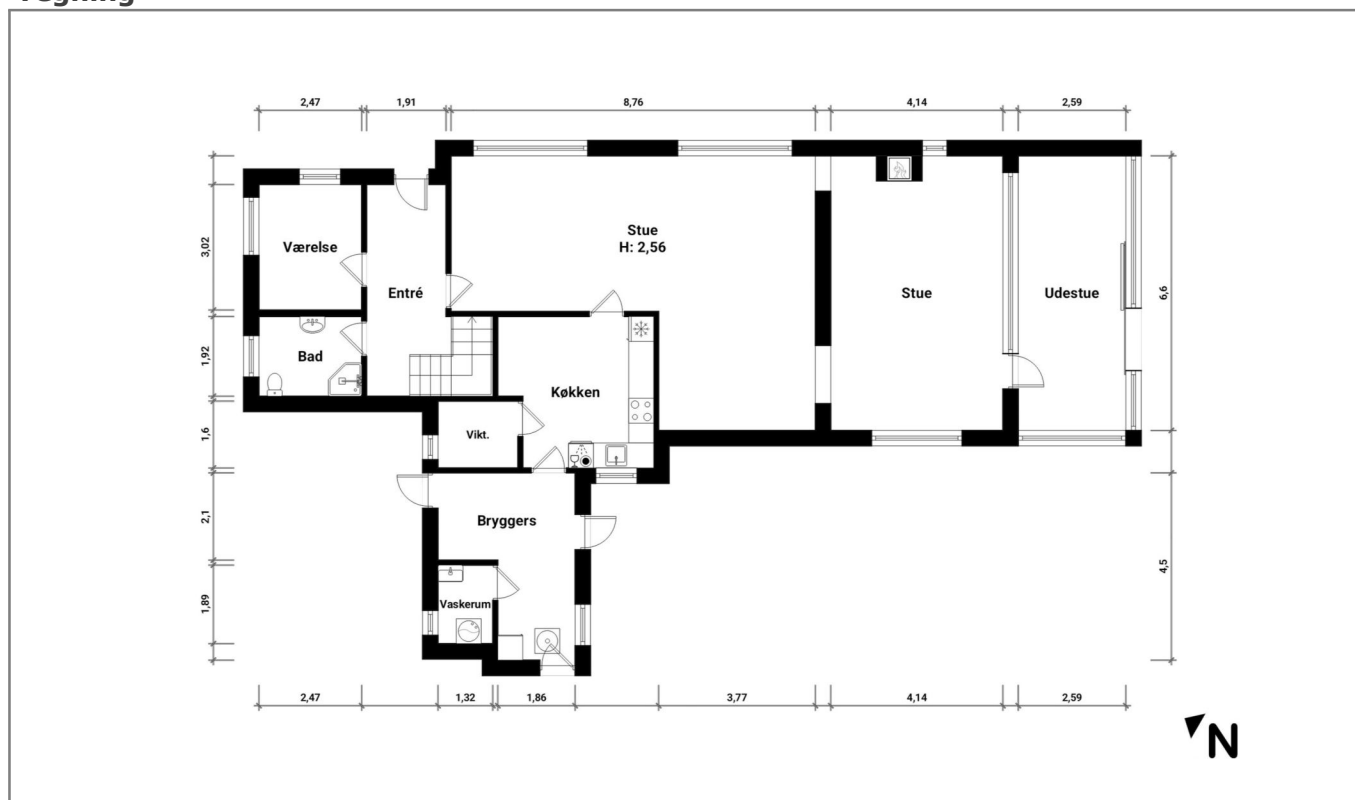 2,47
1,91
8,76
4,14
2,59
3,02
1,92
1,6
2,1
1,89
6,6
4,5
Værelse
Entré
Stue
H: 2,56
Stue
Udestue
Bad
Køkken
Vikt.
Bryggers
Vaskerum
2,47
1,32
1,86
3,77
4,14
2,59
N